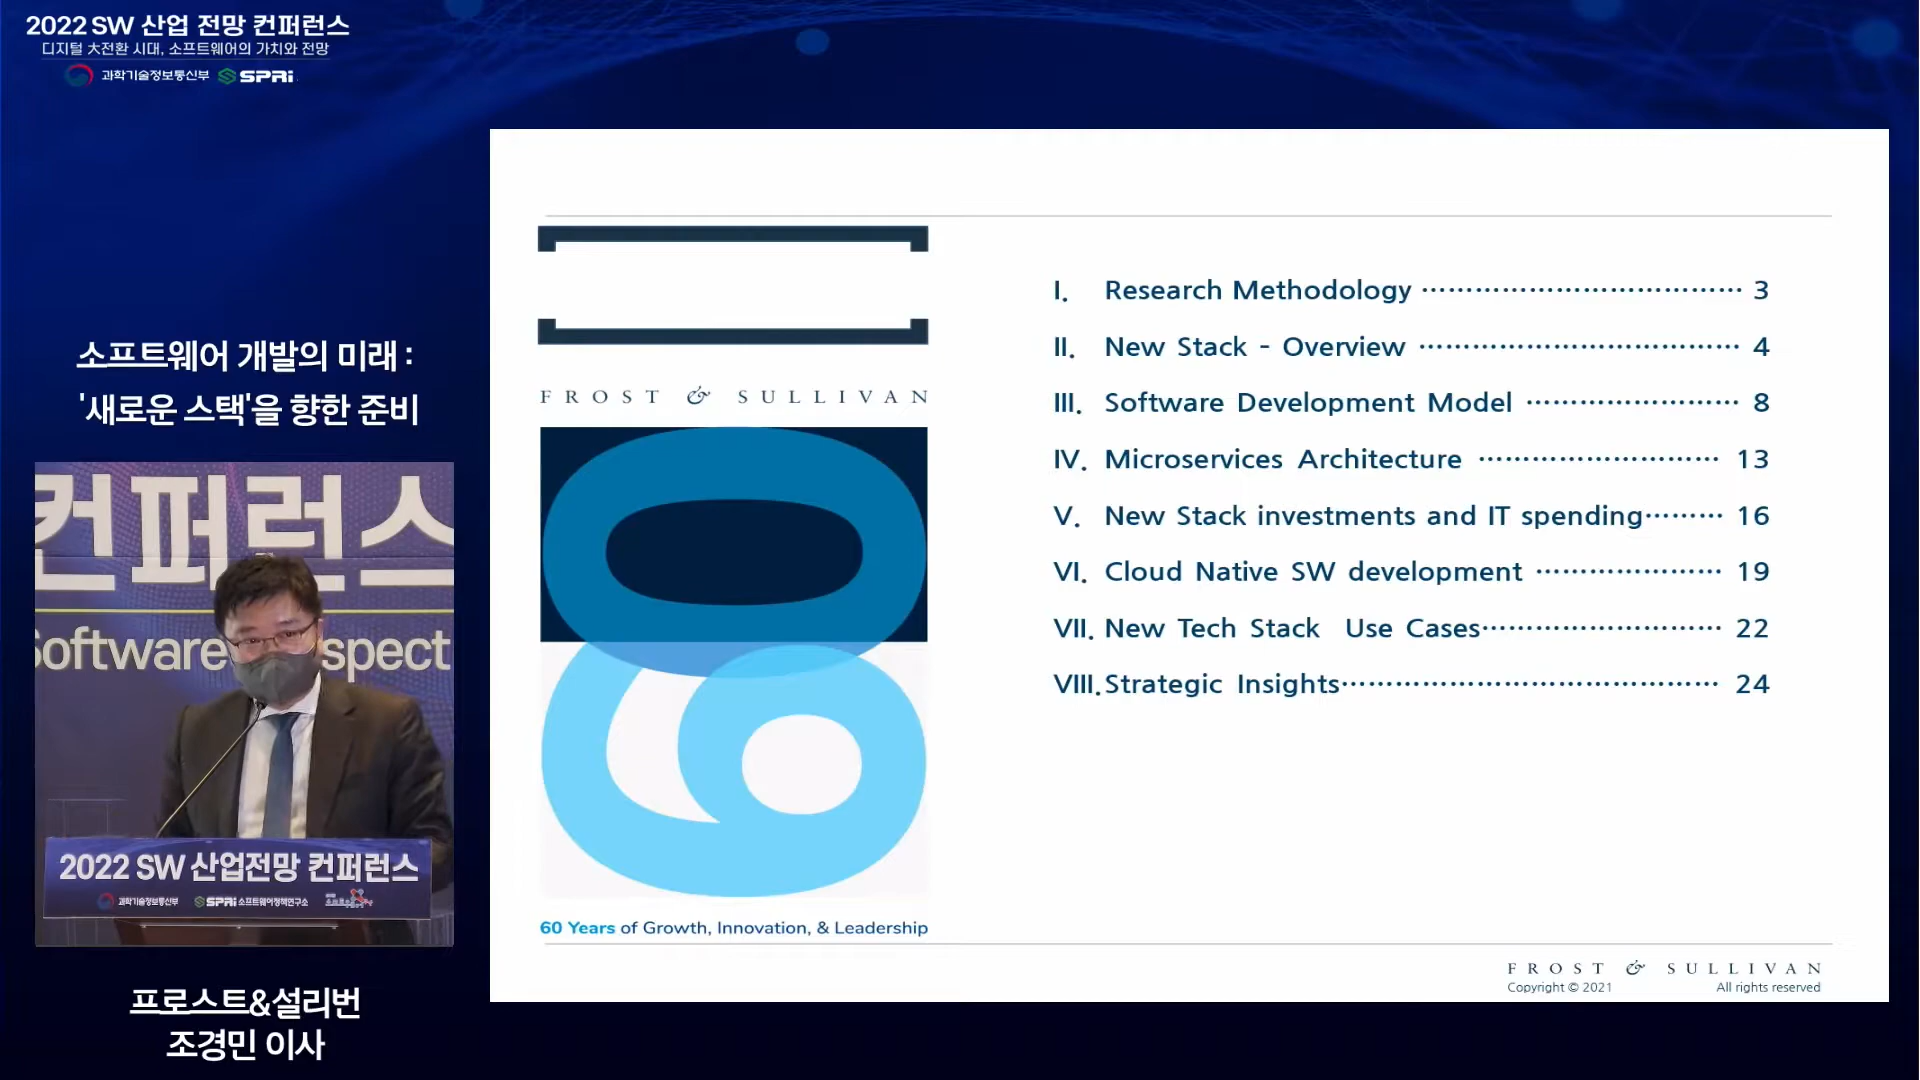 2022 SW 산업 전망 컨퍼런스
디지털 大전환 시대, 소프트웨어의 가치와 전망
과학기술정보통신부 SPRi
소프트웨어 개발의 미래 :
'새로운 스택'을 향한 준비
컨퍼런스
Software spect
2022 SW 산업전망 컨퍼런스
과학기술정보통신부 SPRi 소프트웨어정책연구소
프로스트&설리번
조경민 이사
FROST & SULLIVAN
60
60 Years of Growth, Innovation, & Leadership
I. Research Methodology ………………………………… 3
II. New Stack - Overview ………………………………… 4
III. Software Development Model ……………………… 8
IV. Microservices Architecture ………………………… 13
V. New Stack investments and IT spending……… 16
VI. Cloud Native SW development …………………… 19
VII. New Tech Stack Use Cases………………………… 22
VIII. Strategic Insights……………………………………… 24
FROST & SULLIVAN
Copyright © 2021 All rights reserved